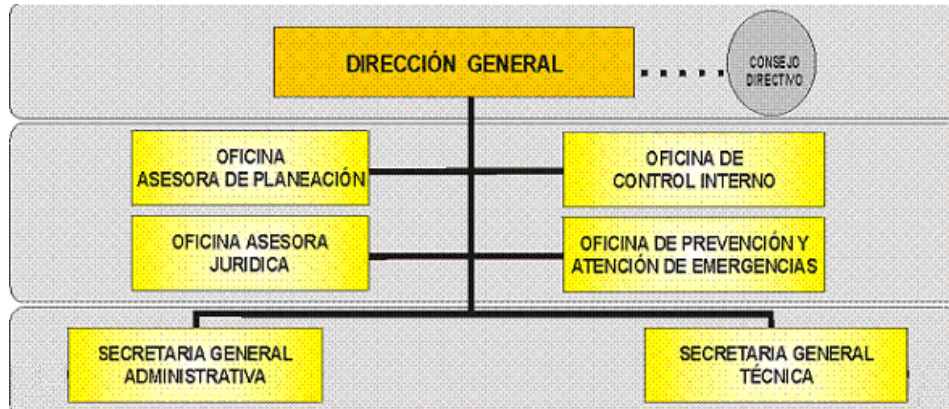 DIRECCIÓN GENERAL
CONSEJO
DIRECTIVO
OFICINA
ASESORA DE PLANEACIÓN
OFICINA DE
CONTROL INTERNO
OFICINA ASESORA
JURIDICA
OFICINA DE PREVENCIÓN Y
ATENCIÓN DE EMERGENCIAS
SECRETARIA GENERAL
ADMINISTRATIVA
SECRETARIA GENERAL
TÉCNICA